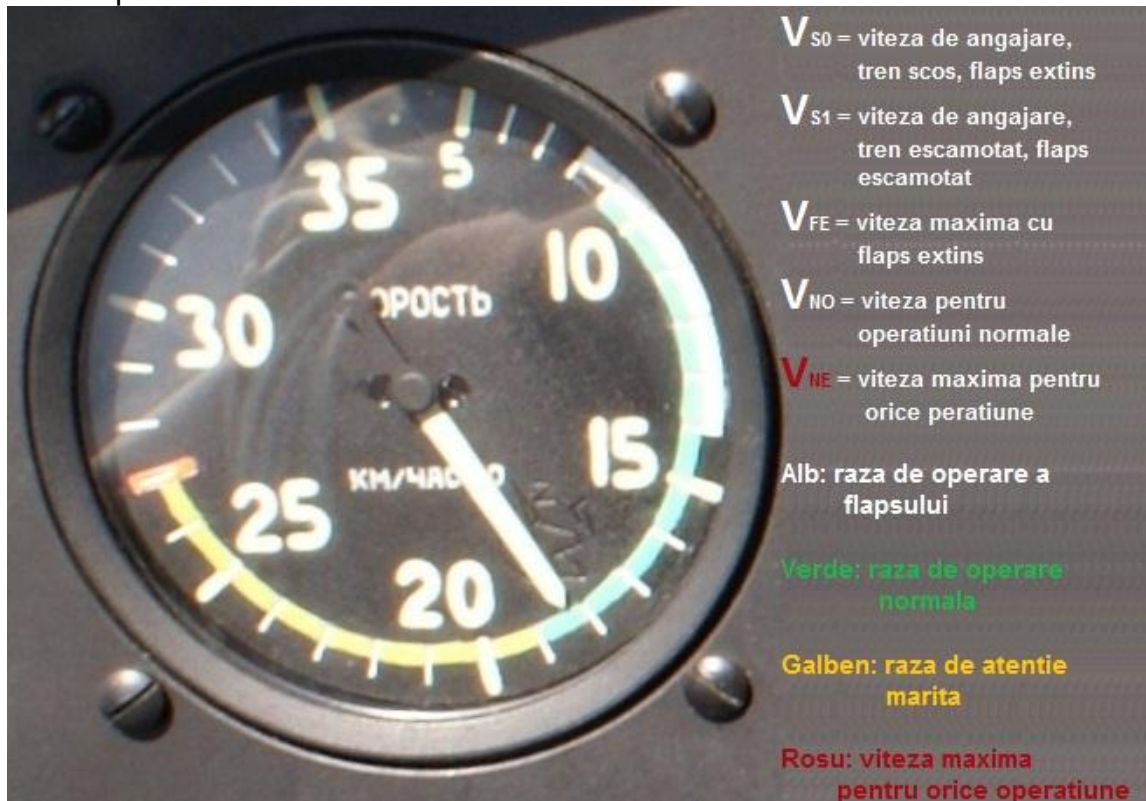 35
5
10
30
ОРОСТЬ
15
КМ/ЧАС
25
20
VS0 = viteza de angajare,
tren scos, flaps extins
VS1 = viteza de angajare,
tren escamotat, flaps
escamotat
VFE = viteza maxima cu
flaps extins
VNO = viteza pentru
operatiuni normale
VNE = viteza maxima pentru
orice peratiune
Alb: raza de operare a
flapsului
Verde: raza de operare
normala
Galben: raza de atentie
marita
Rosu: viteza maxima
pentru orice operatiune